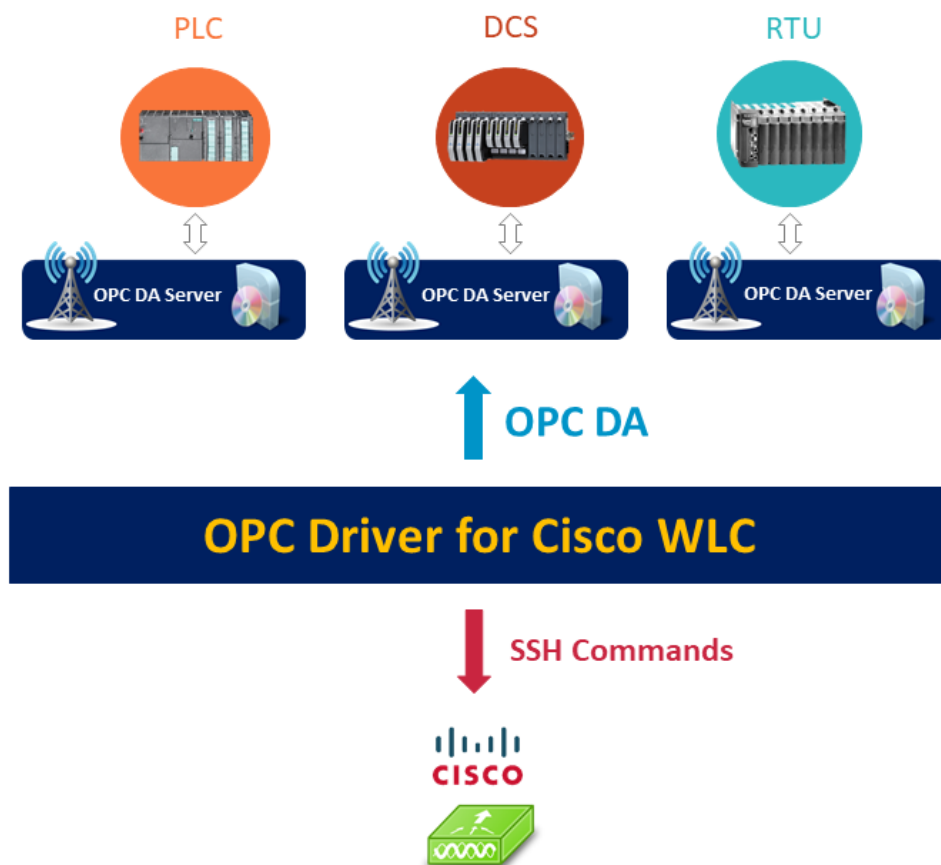 PLC
DCS
RTU
OPC DA Server
OPC DA Server
OPC DA Server
OPC DA
OPC Driver for Cisco WLC
SSH Commands
CISCO